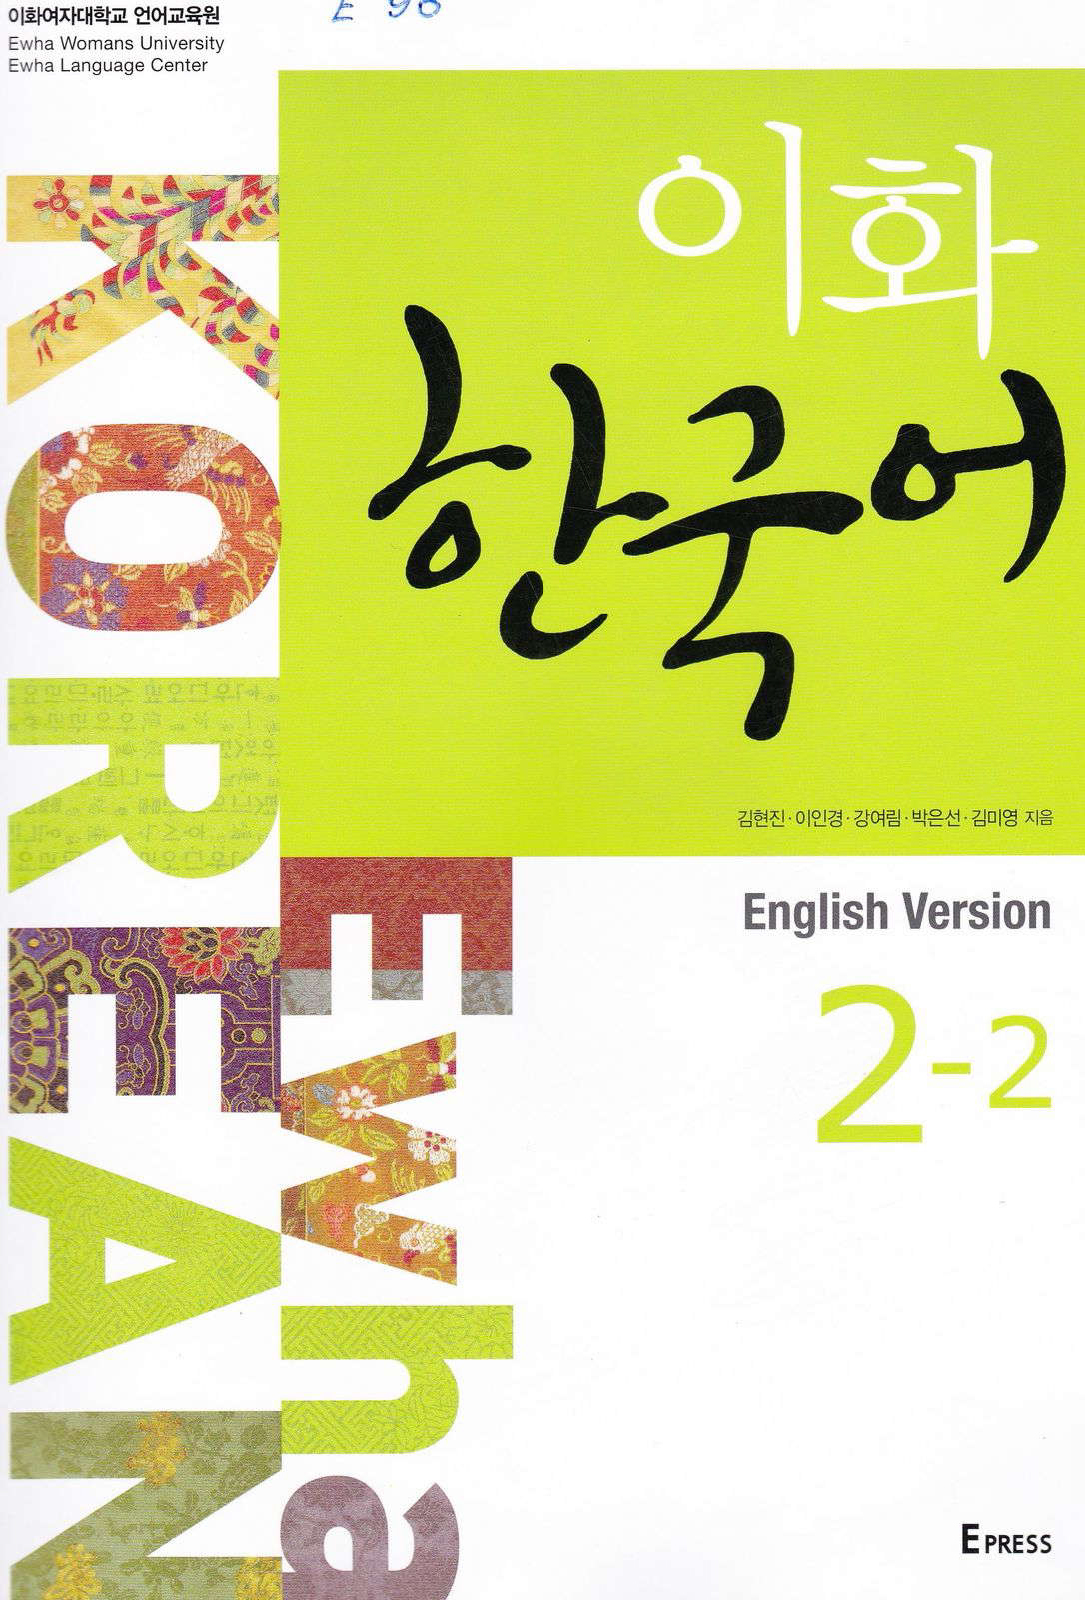 이화여자대학교 언어교육원
Ewha Womans University
Ewha Language Center
이화
한국어
김현진·이인경·강여림·박은선·김미영 지음
English Version
2-2
KOREAN
Ewha
E PRESS